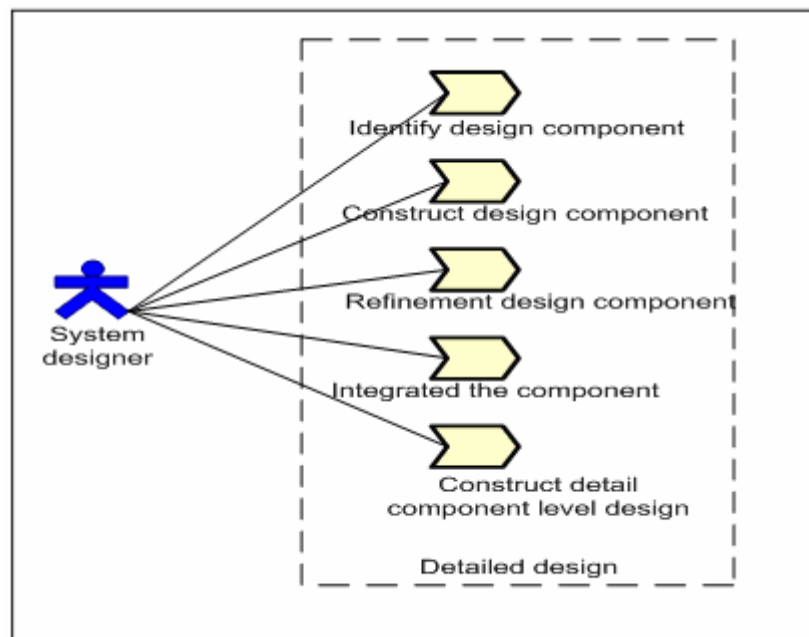 Identify design component
Construct design component
Refinement design component
System
designer
Integrated the component
Construct detail
component level design
Detailed design